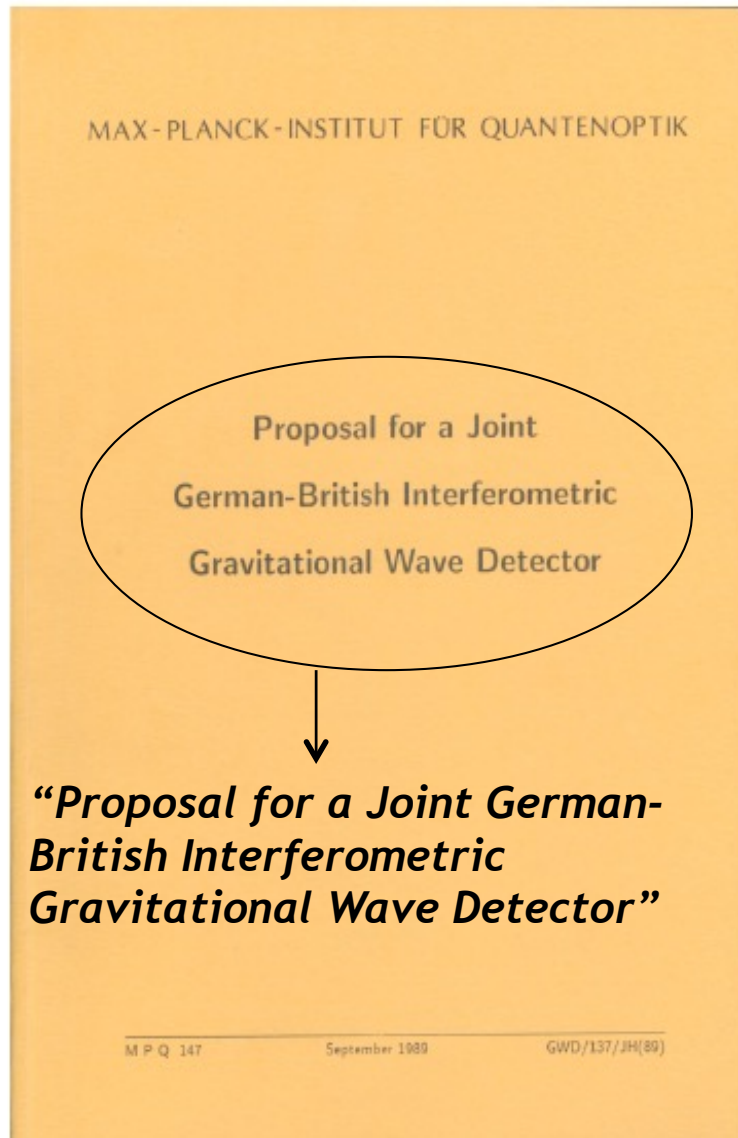 MAX-PLANCK-INSTITUT FÜR QUANTENOPTIK
Proposal for a Joint
German-British Interferometric
Gravitational Wave Detector
“Proposal for a Joint German-
British Interferometric
Gravitational Wave Detector”
M P Q 147 September 1989 GWD/137/JH(89)